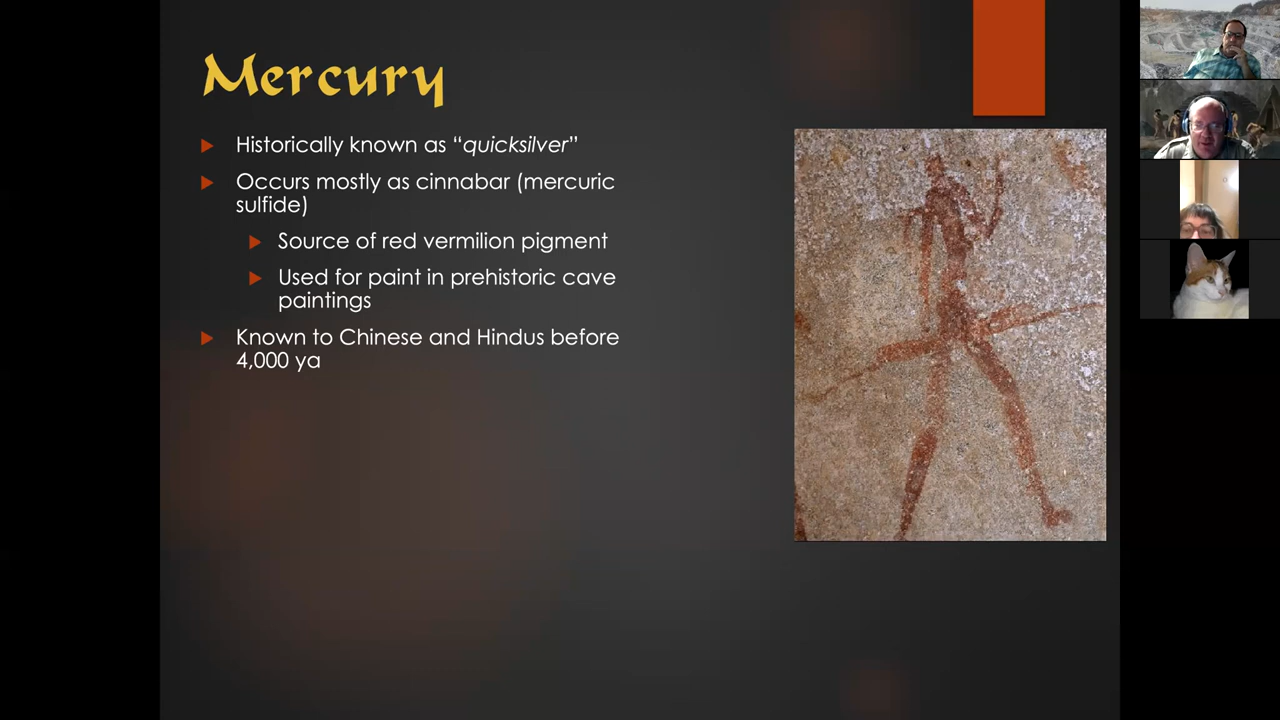 Mercury
Historically known as “quicksilver”
Occurs mostly as cinnabar (mercuric
sulfide)
Source of red vermilion pigment
Used for paint in prehistoric cave
paintings
Known to Chinese and Hindus before
4,000 ya